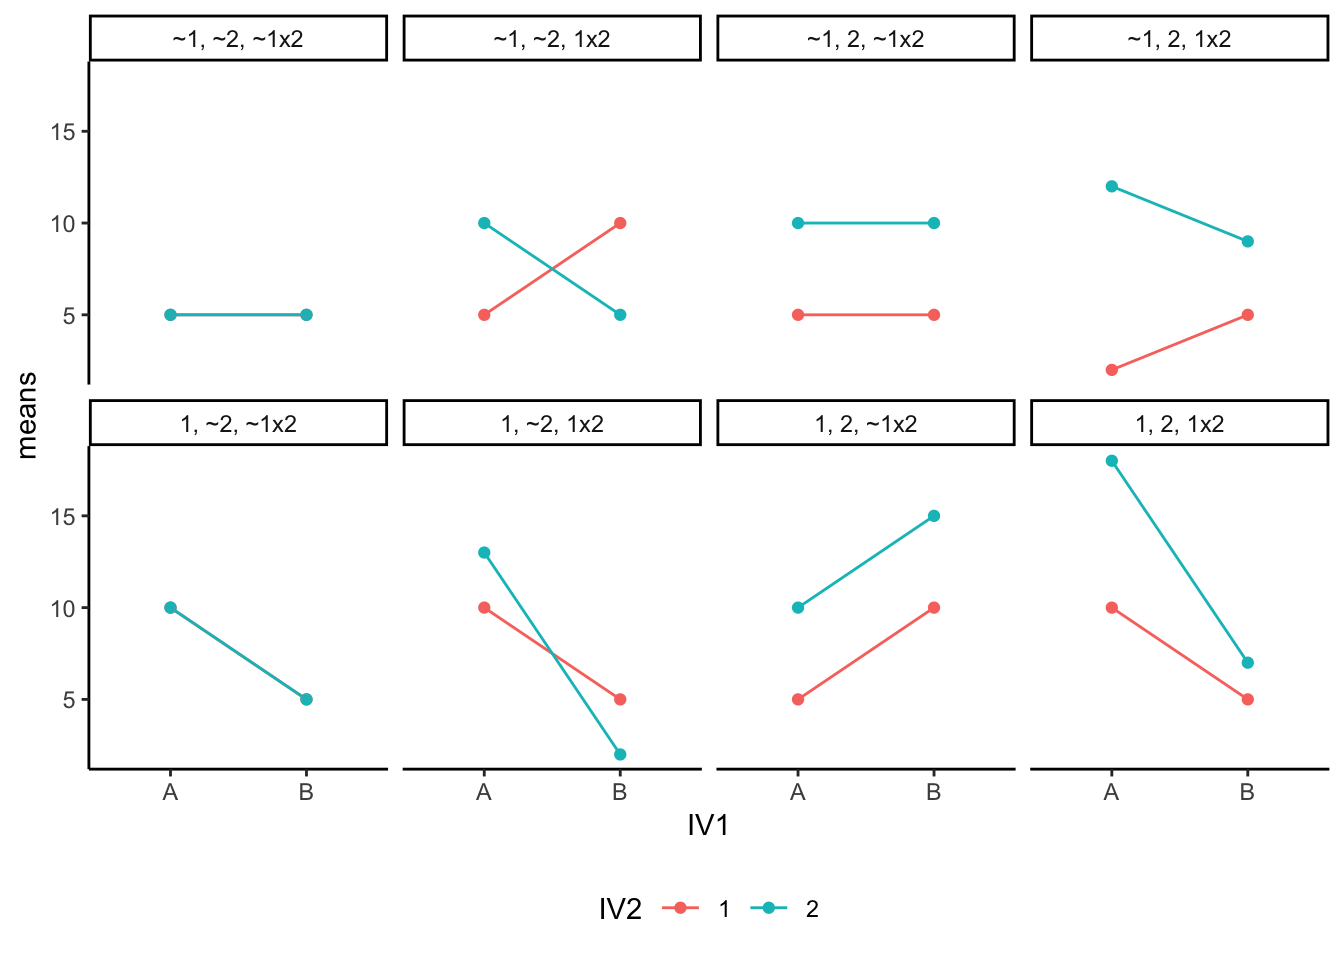 ~1, ~2, ~1x2
~1, ~2, 1x2
~1, 2, ~1x2
~1, 2, 1x2
15
10
5
means
1, ~2, ~1x2
1, ~2, 1x2
1, 2, ~1x2
1, 2, 1x2
15
10
5
A B A B A B A B
IV1
IV2 1 2